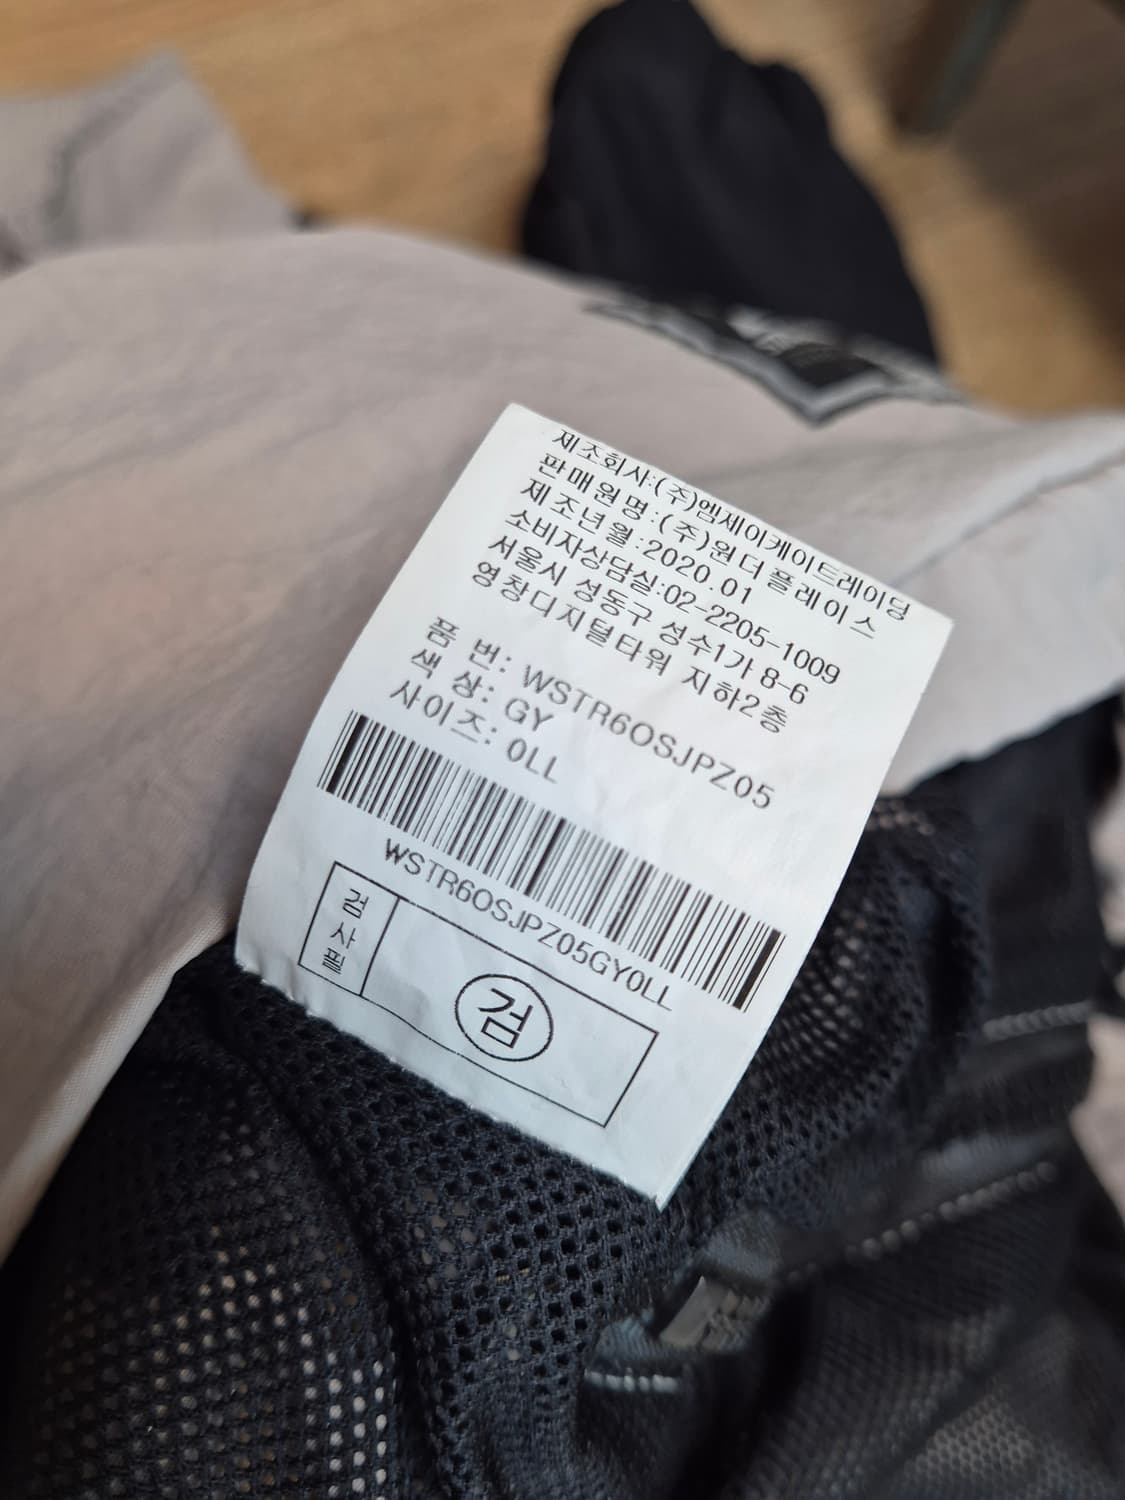 제조회사:(주)엠제이케이트레이딩
판매원명:(주)원더플레이스
제조년월:2020.01
소비자상담실:02-2205-1009
서울시 성동구 성수1가 8-6
영창디지털타워 지하2층
품 번: WSTR6OSJPZ05
색 상: GY
사이즈: 0LL
WSTR6OSJPZ05GY0LL
검사필
검